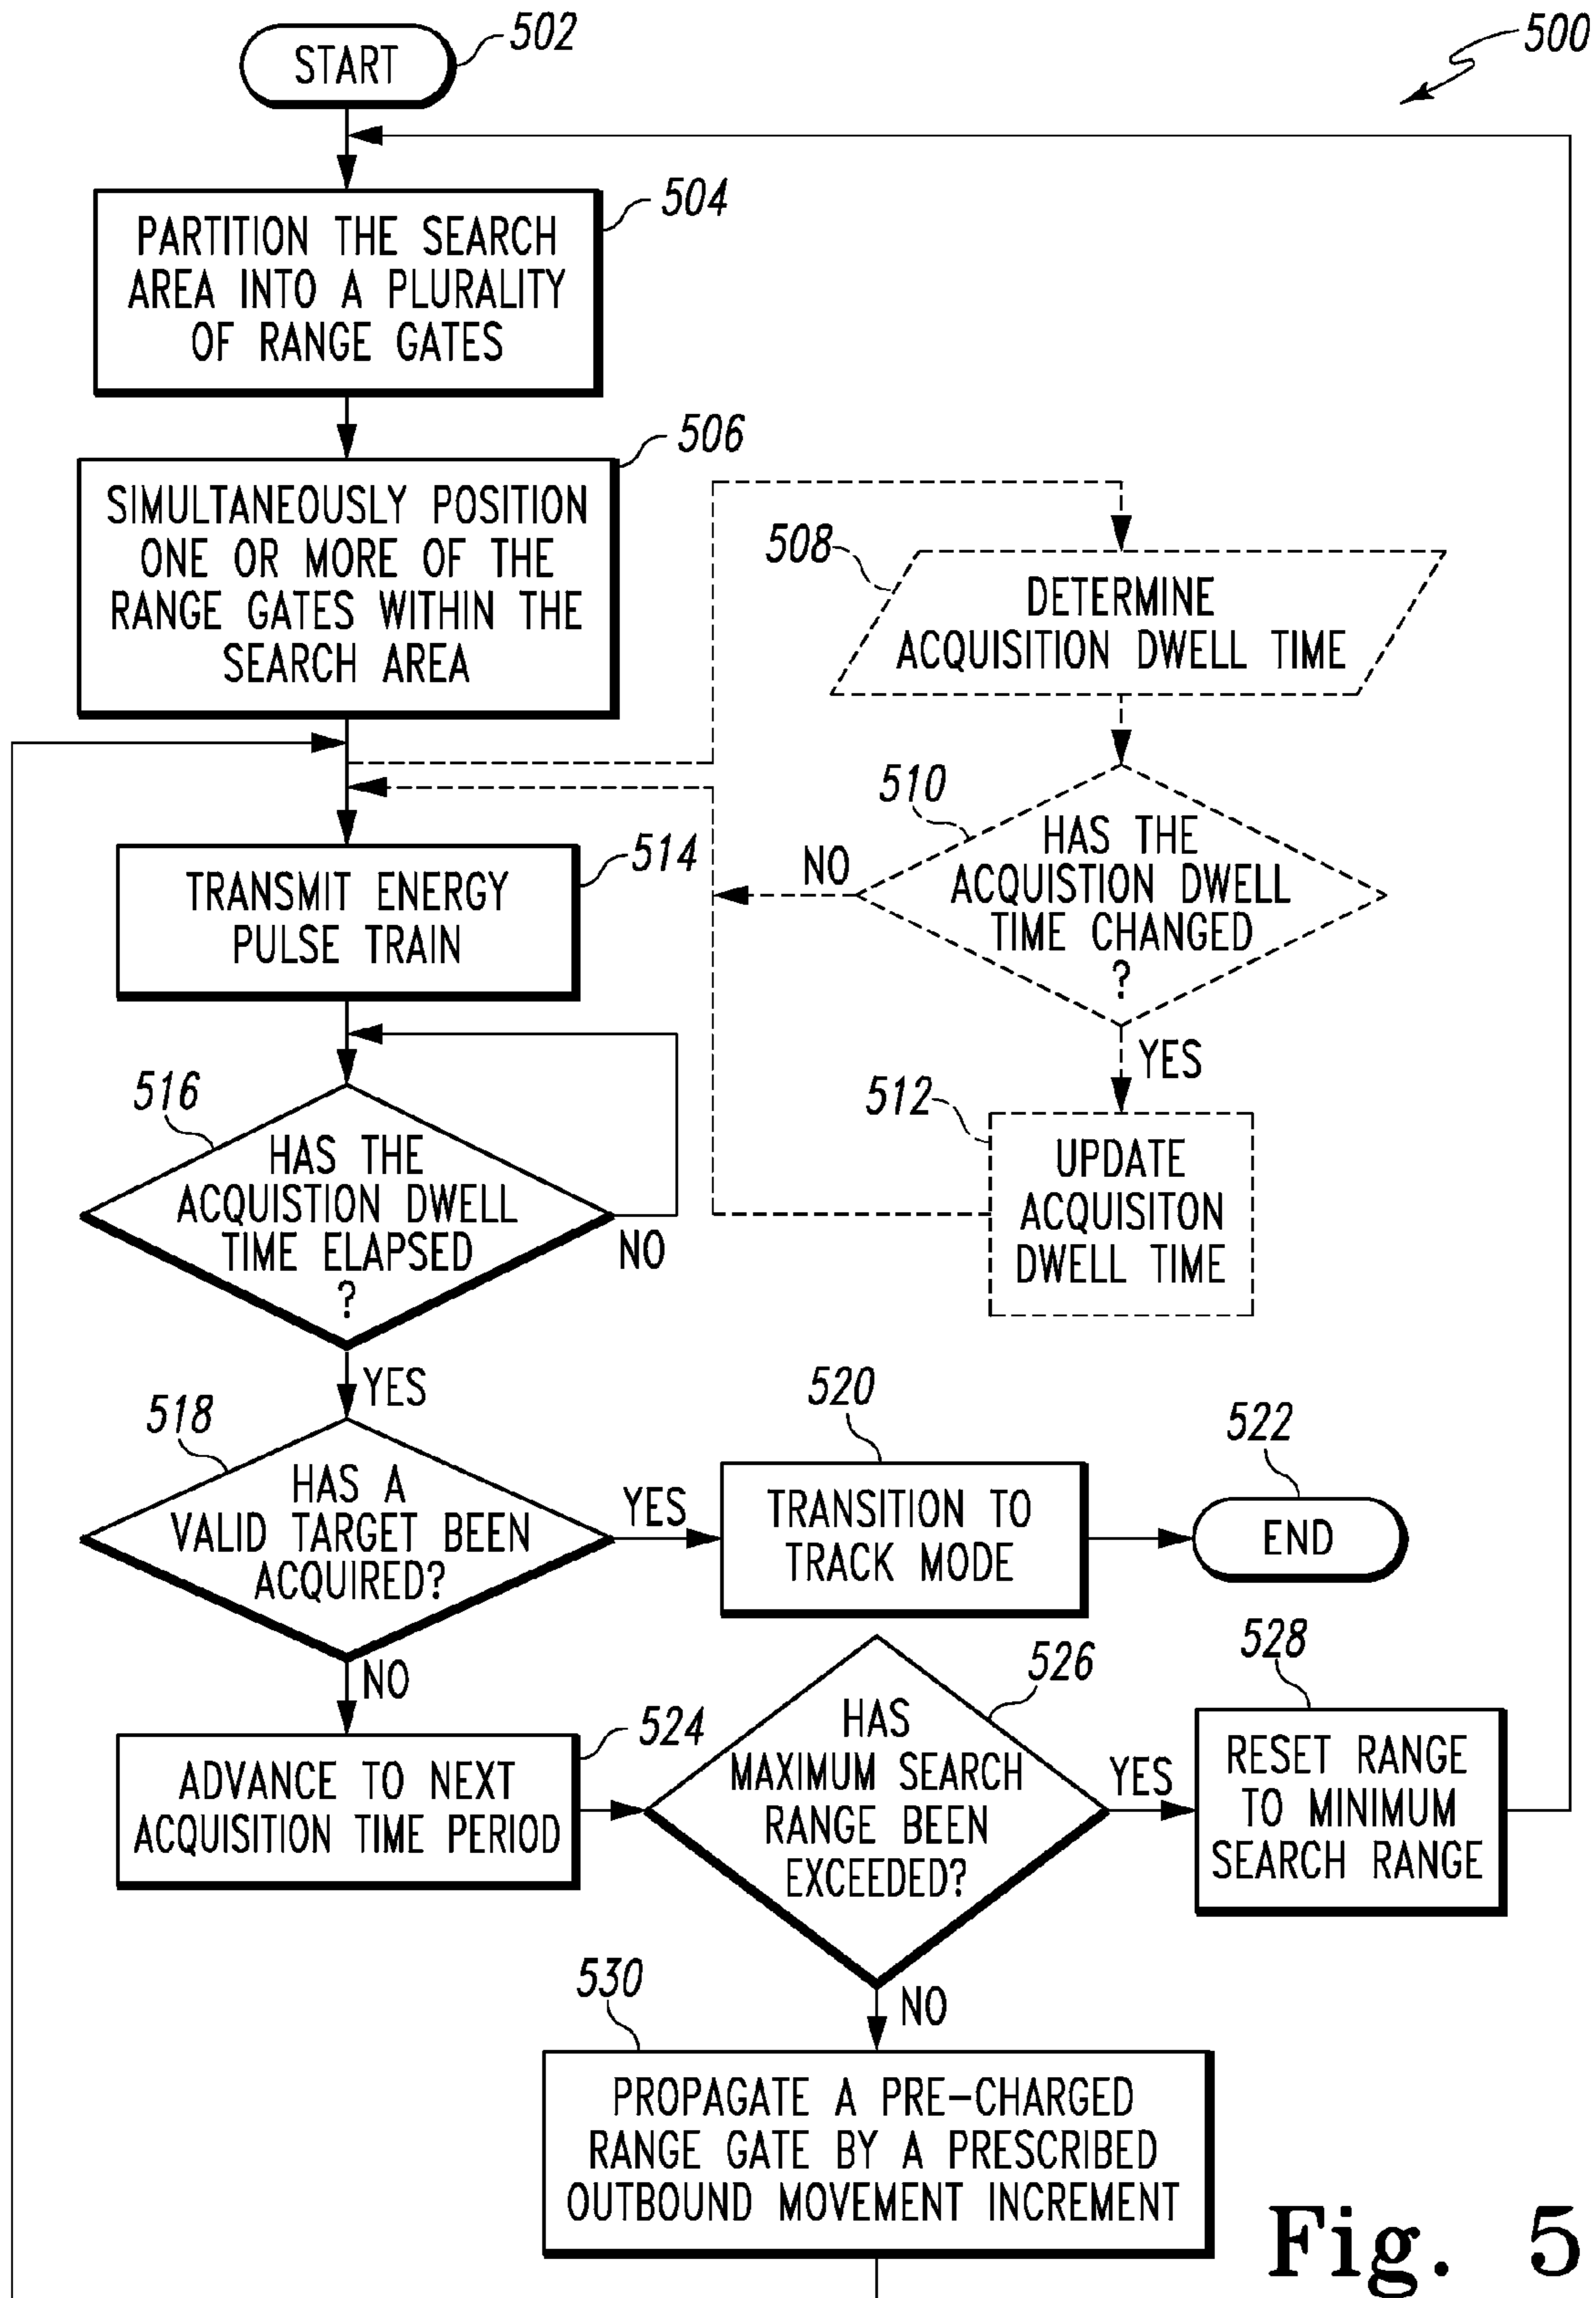 500
START
502
504
PARTITION THE SEARCH
AREA INTO A PLURALITY
OF RANGE GATES
506
SIMULTANEOUSLY POSITION
ONE OR MORE OF THE
RANGE GATES WITHIN THE
SEARCH AREA
508
DETERMINE
ACQUISITION DWELL TIME
510
HAS THE
ACQUISTION DWELL
TIME CHANGED
?
NO
YES
512
UPDATE
ACQUISITON
DWELL TIME
514
TRANSMIT ENERGY
PULSE TRAIN
516
HAS THE
ACQUISTION DWELL
TIME ELAPSED
?
NO
YES
518
HAS A
VALID TARGET BEEN
ACQUIRED?
YES
520
TRANSITION TO
TRACK MODE
522
END
NO
524
ADVANCE TO NEXT
ACQUISITION TIME PERIOD
526
HAS
MAXIMUM SEARCH
RANGE BEEN
EXCEEDED?
YES
528
RESET RANGE
TO MINIMUM
SEARCH RANGE
NO
530
PROPAGATE A PRE-CHARGED
RANGE GATE BY A PRESCRIBED
OUTBOUND MOVEMENT INCREMENT
Fig. 5